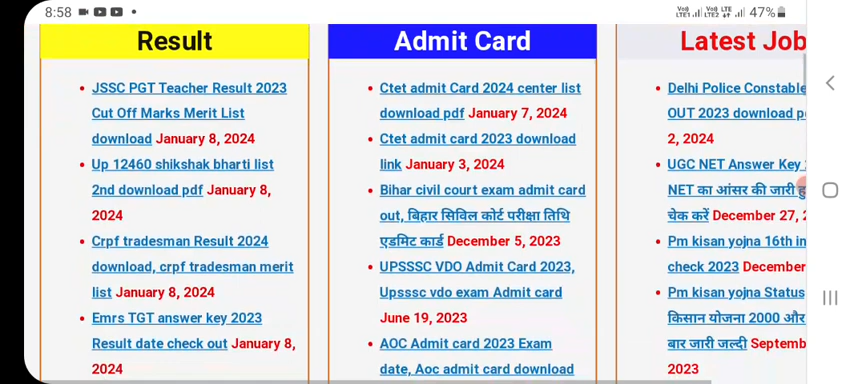 8:58
VoD LTE1 VoD LTE2 LTE 47%
Result
JSSC PGT Teacher Result 2023
Cut Off Marks Merit List
download January 8, 2024
Up 12460 shikshak bharti list
2nd download pdf January 8,
2024
Crpf tradesman Result 2024
download, crpf tradesman merit
list January 8, 2024
Emrs TGT answer key 2023
Result date check out January 8,
2024
Admit Card
Ctet admit Card 2024 center list
download pdf January 7, 2024
Ctet admit card 2023 download
link January 3, 2024
Bihar civil court exam admit card
out, बिहार सिविल कोर्ट परीक्षा तिथि
एडमिट कार्ड December 5, 2023
UPSSSC VDO Admit Card 2023,
Upsssc vdo exam Admit card
June 19, 2023
AOC Admit card 2023 Exam
date, Aoc admit card download
Latest Job
Delhi Police Constable
OUT 2023 download
2, 2024
UGC NET Answer Key
NET का आंसर की जारी
चेक करें December 27,
Pm kisan yojna 16th in
check 2023 December
Pm kisan yojna Status
किसान योजना 2000 और
बार जारी जल्दी Septemb
2023